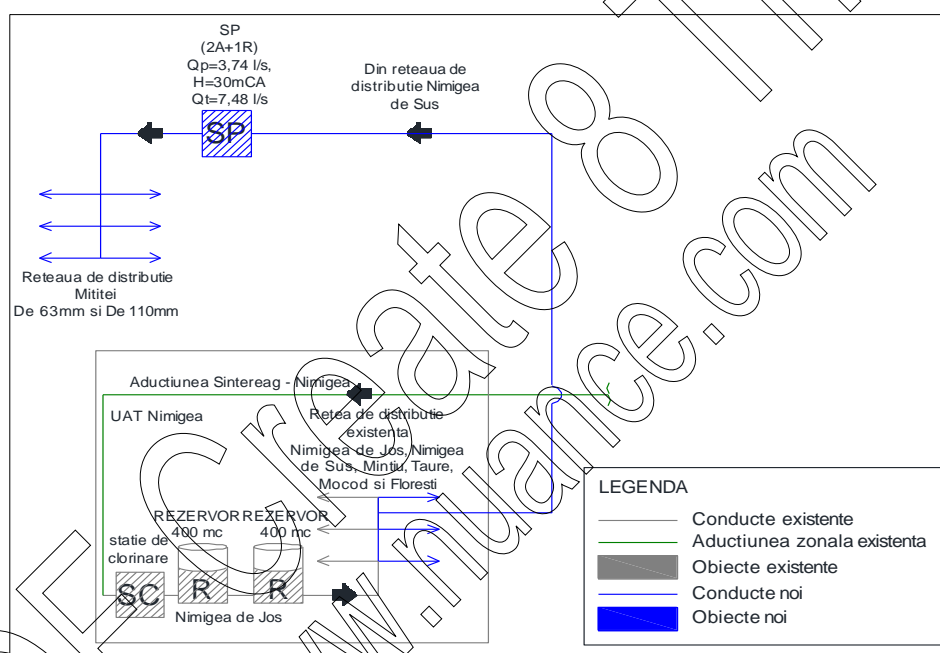 SP
(2A+1R)
Qp=3,74 l/s,
H=30mCA
Qt=7,48 l/s
Din reteaua de
distributie Nimigea
de Sus
SP
Reteaua de distributie
Mititei
De 63mm si De 110mm
Aductiunea Sintereag - Nimigea
UAT Nimigea
Retea de distributie
existenta
Nimigea de Jos, Nimigea
de Sus, Mintiu, Taure,
Mocod si Floresti
REZERVOR
400 mc
REZERVOR
400 mc
statie de
clorinare
SC
R
R
Nimigea de Jos
LEGENDA
Conducte existente
Aductiunea zonala existenta
Obiecte existente
Conducte noi
Obiecte noi
Create 8
www.nuance.com